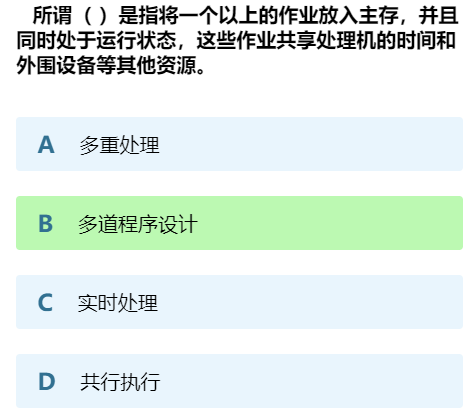 所谓（ ）是指将一个以上的作业放入主存，并且
同时处于运行状态，这些作业共享处理机的时间和
外围设备等其他资源。
A 多重处理
B 多道程序设计
C 实时处理
D 共行执行